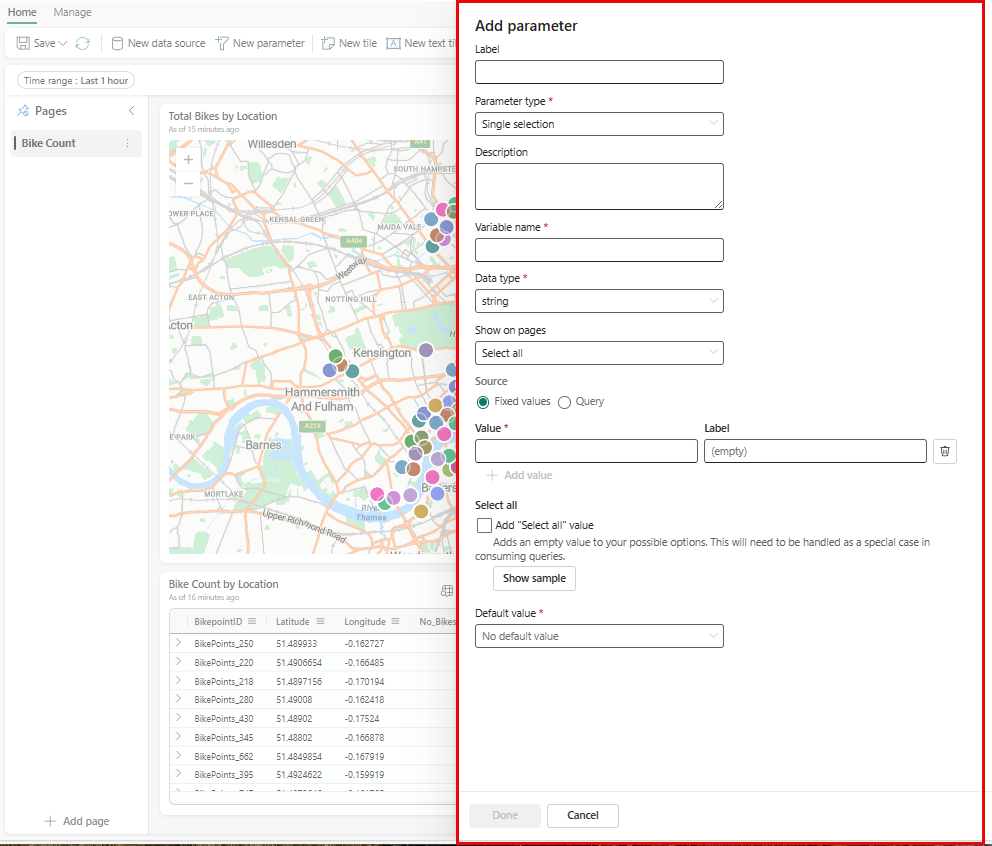 Home Manage
Save New data source New parameter New tile New text
Time range : Last 1 hour
Pages
Bike Count
Add page
Total Bikes by Location
As of 15 minutes ago
Willesden
A41
SOUTH HAMPSTE
OWER PLACE
KENSAL GREEN
MAIDA VALE
A404
Westway
EAST ACTON
NOTTING HILL
cton
Kensington
Hammersmith
And Fulham
A219
E PARK
Barnes
MORTLAKE
Upper Richmond Road
River
Thames
Bike Count by Location
As of 16 minutes ago
BikepointID Latitude Longitude No_Bikes
BikePoints_250 51.489933 -0.162727
BikePoints_220 51.4906654 -0.166485
BikePoints_218 51.4897156 -0.170194
BikePoints_280 51.49008 -0.162418
BikePoints_430 51.48902 -0.17524
BikePoints_345 51.48802 -0.166878
BikePoints_662 51.4849854 -0.167919
BikePoints_395 51.4924622 -0.159919
Add parameter
Label
Parameter type *
Single selection
Description
Variable name *
Data type *
string
Show on pages
Select all
Source
Fixed values Query
Value * Label
(empty)
Add value
Select all
Add "Select all" value
Adds an empty value to your possible options. This will need to be handled as a special case in
consuming queries.
Show sample
Default value *
No default value
Done Cancel